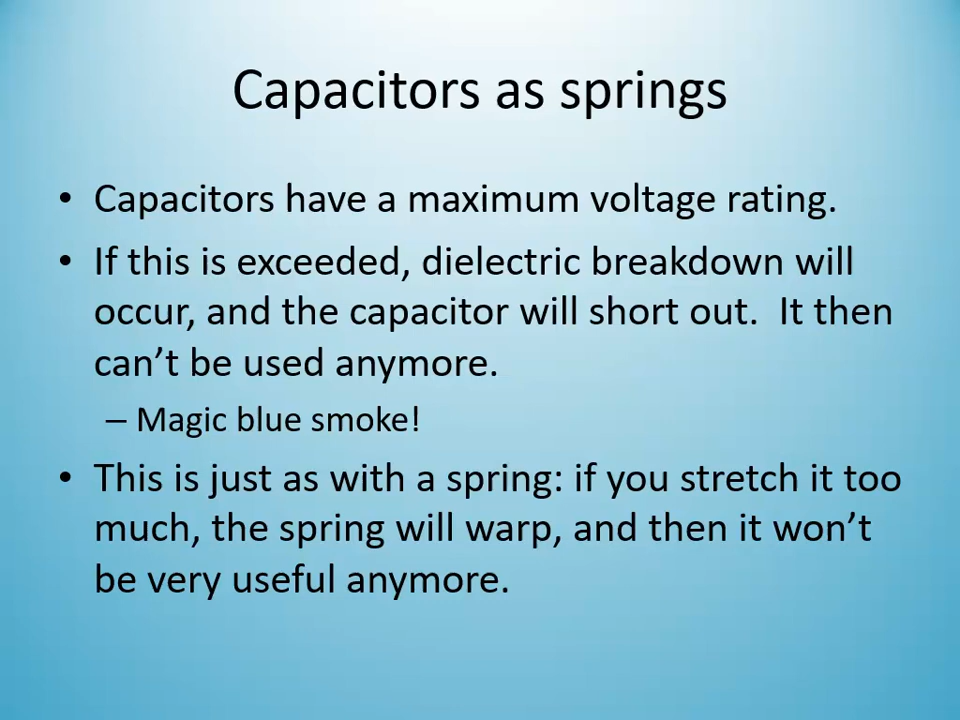 Capacitors as springs
• Capacitors have a maximum voltage rating.
• If this is exceeded, dielectric breakdown will
occur, and the capacitor will short out.  It then
can’t be used anymore.
– Magic blue smoke!
• This is just as with a spring: if you stretch it too
much, the spring will warp, and then it won’t
be very useful anymore.